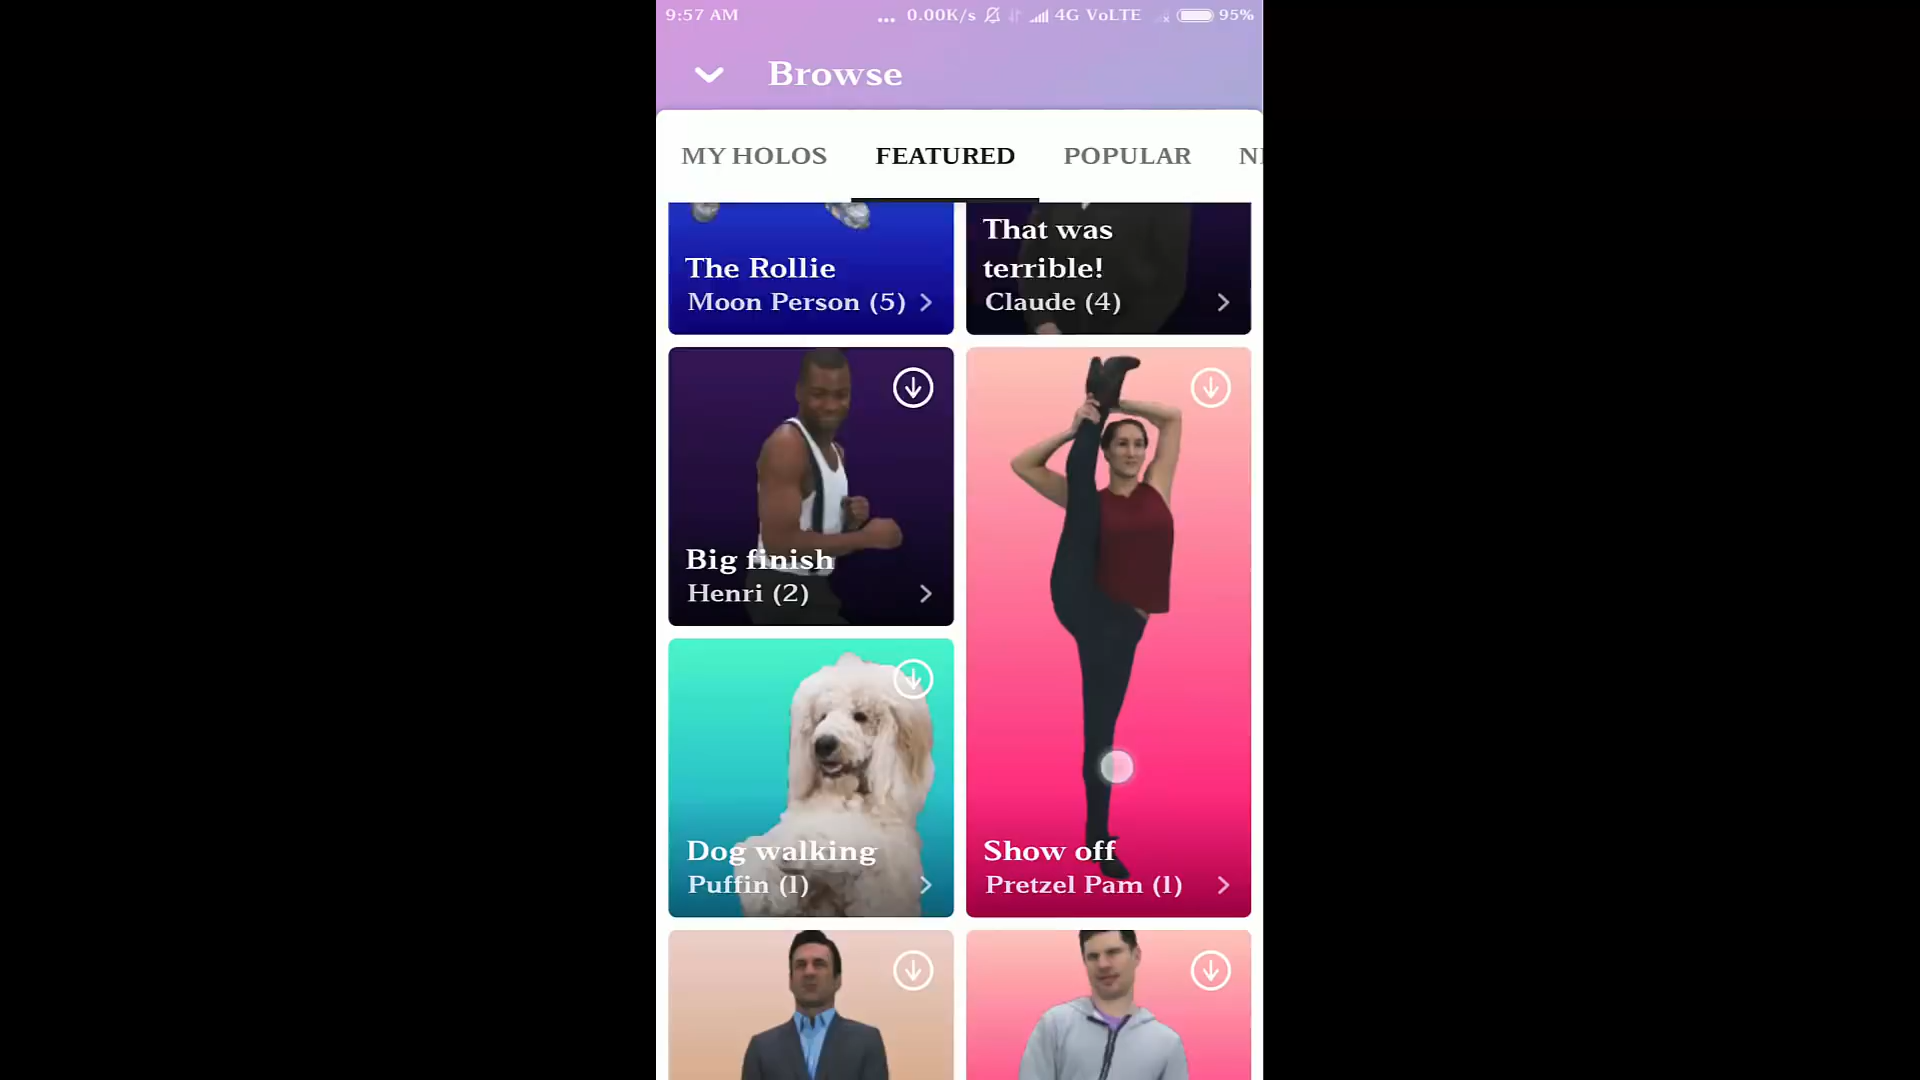 9:57 AM
... 0.00K/s 4G VoLTE 95%
Browse
MY HOLOS FEATURED POPULAR
The Rollie
Moon Person (5)
That was
terrible!
Claude (4)
Big finish
Henri (2)
Dog walking
Puffin (1)
Show off
Pretzel Pam (1)